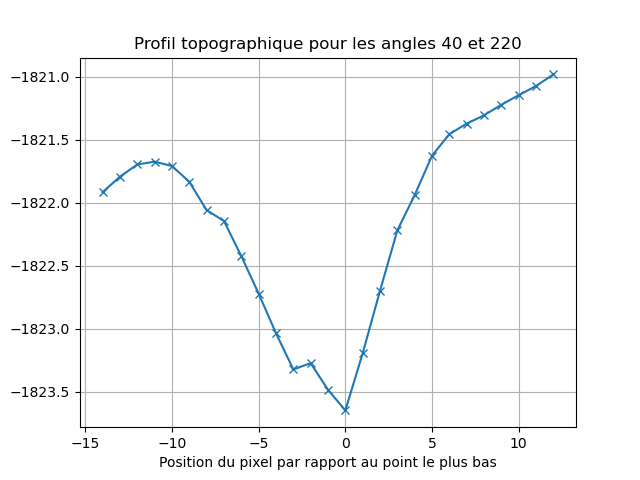 Profil topographique pour les angles 40 et 220
−1821.0
−1821.5
−1822.0
−1822.5
−1823.0
−1823.5
−15 −10 −5 0 5 10
Position du pixel par rapport au point le plus bas